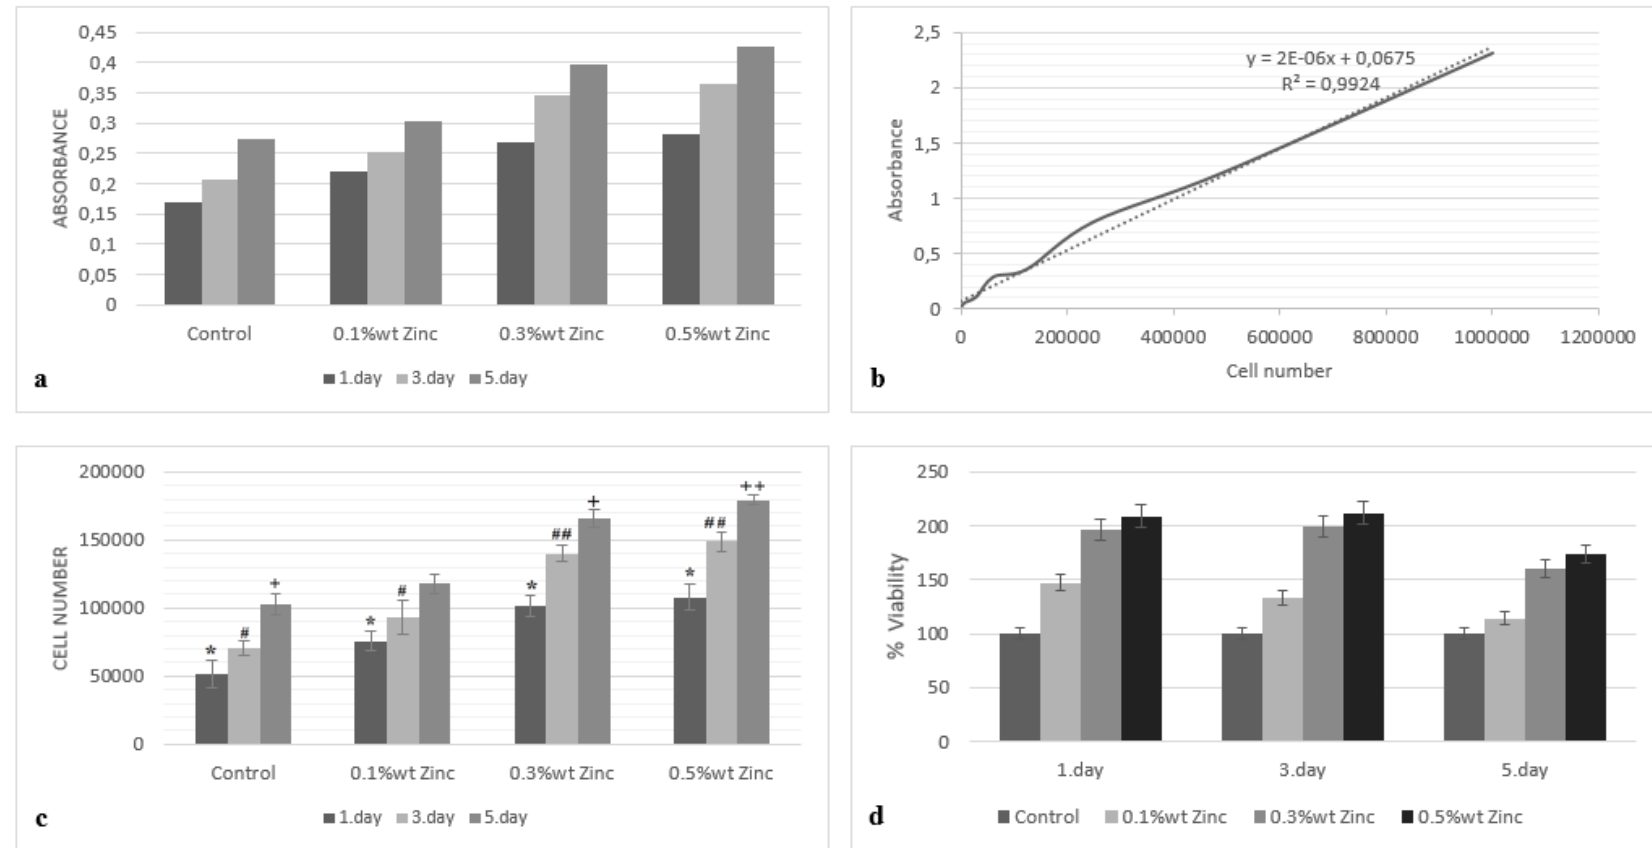 0,45
0,4
0,35
0,3
0,25
0,2
0,15
0,1
0,05
0
ABSORBANCE
Control 0.1%wt Zinc 0.3%wt Zinc 0.5%wt Zinc
1.day 3.day 5.day
a
2,5
2
1,5
1
0,5
0
Absorbance
y = 2E-06x + 0,0675
R² = 0,9924
0 200000 400000 600000 800000 1000000 1200000
Cell number
b
200000
150000
100000
50000
0
CELL NUMBER
* # +
* #
* ## +
* ## ++
Control 0.1%wt Zinc 0.3%wt Zinc 0.5%wt Zinc
1.day 3.day 5.day
c
250
200
150
100
50
0
% Viability
1.day 3.day 5.day
Control 0.1%wt Zinc 0.3%wt Zinc 0.5%wt Zinc
d